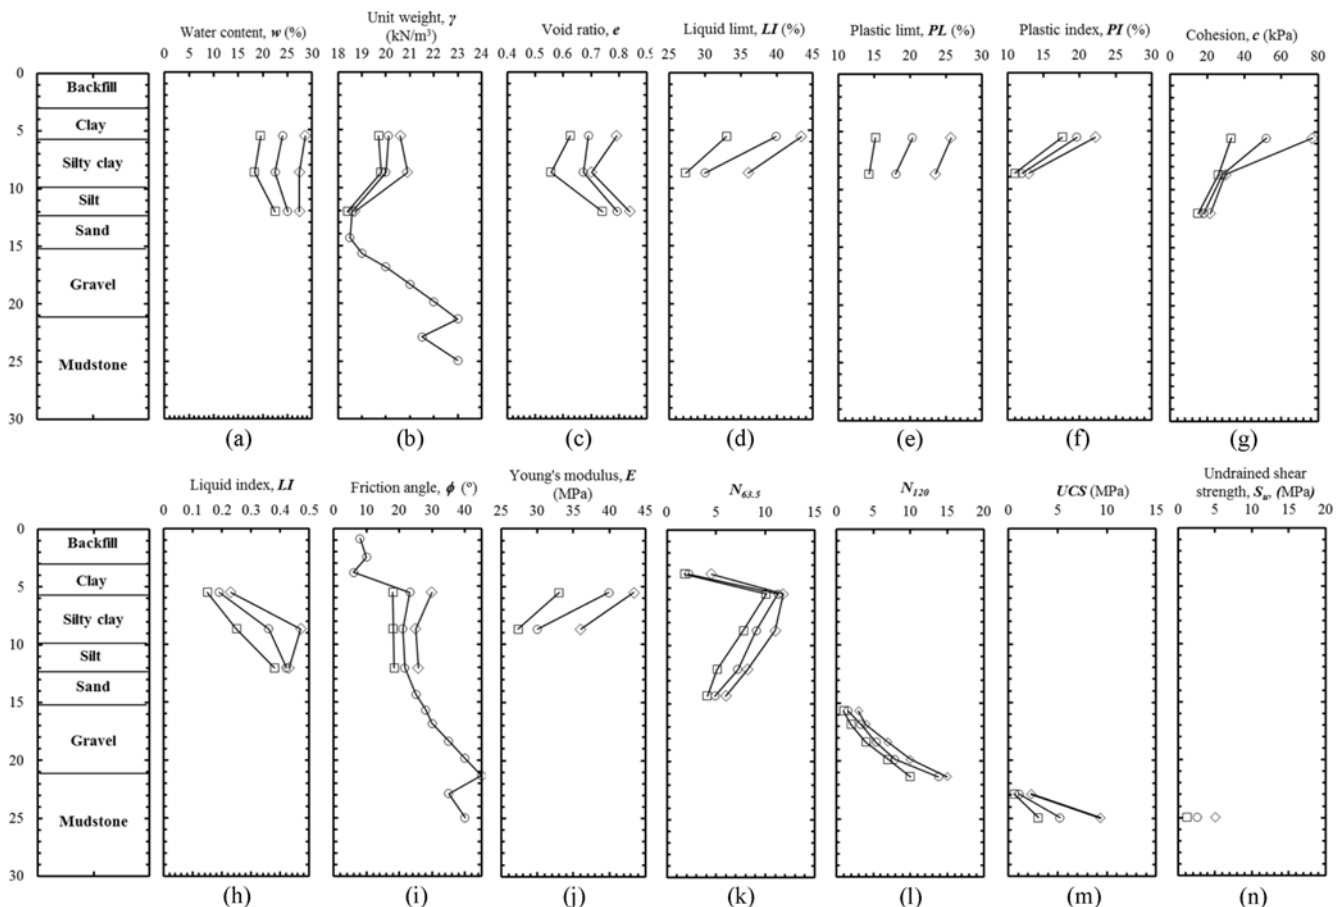 Water content, w (%)
0 5 10 15 20 25 30
Unit weight, γ
(kN/m³)
18 19 20 21 22 23 24
Void ratio, e
0.4 0.5 0.6 0.7 0.8 0.9
Liquid limt, LI (%)
25 30 35 40 45
Plastic limt, PL (%)
10 15 20 25 30
Plastic index, PI (%)
10 15 20 25 30
Cohesion, c (kPa)
0 20 40 60 80
0
5
10
15
20
25
30
Backfill
Clay
Silty clay
Silt
Sand
Gravel
Mudstone
(a) (b) (c) (d) (e) (f) (g)
Liquid index, LI
0 0.1 0.2 0.3 0.4 0.5
Friction angle, ϕ (°)
0 10 20 30 40
Young's modulus, E
(MPa)
25 30 35 40 45
N63.5
0 5 10 15
N120
0 5 10 15 20
UCS (MPa)
0 5 10 15
Undrained shear
strength, Su, (MPa)
0 5 10 15 20
0
5
10
15
20
25
30
Backfill
Clay
Silty clay
Silt
Sand
Gravel
Mudstone
(h) (i) (j) (k) (l) (m) (n)